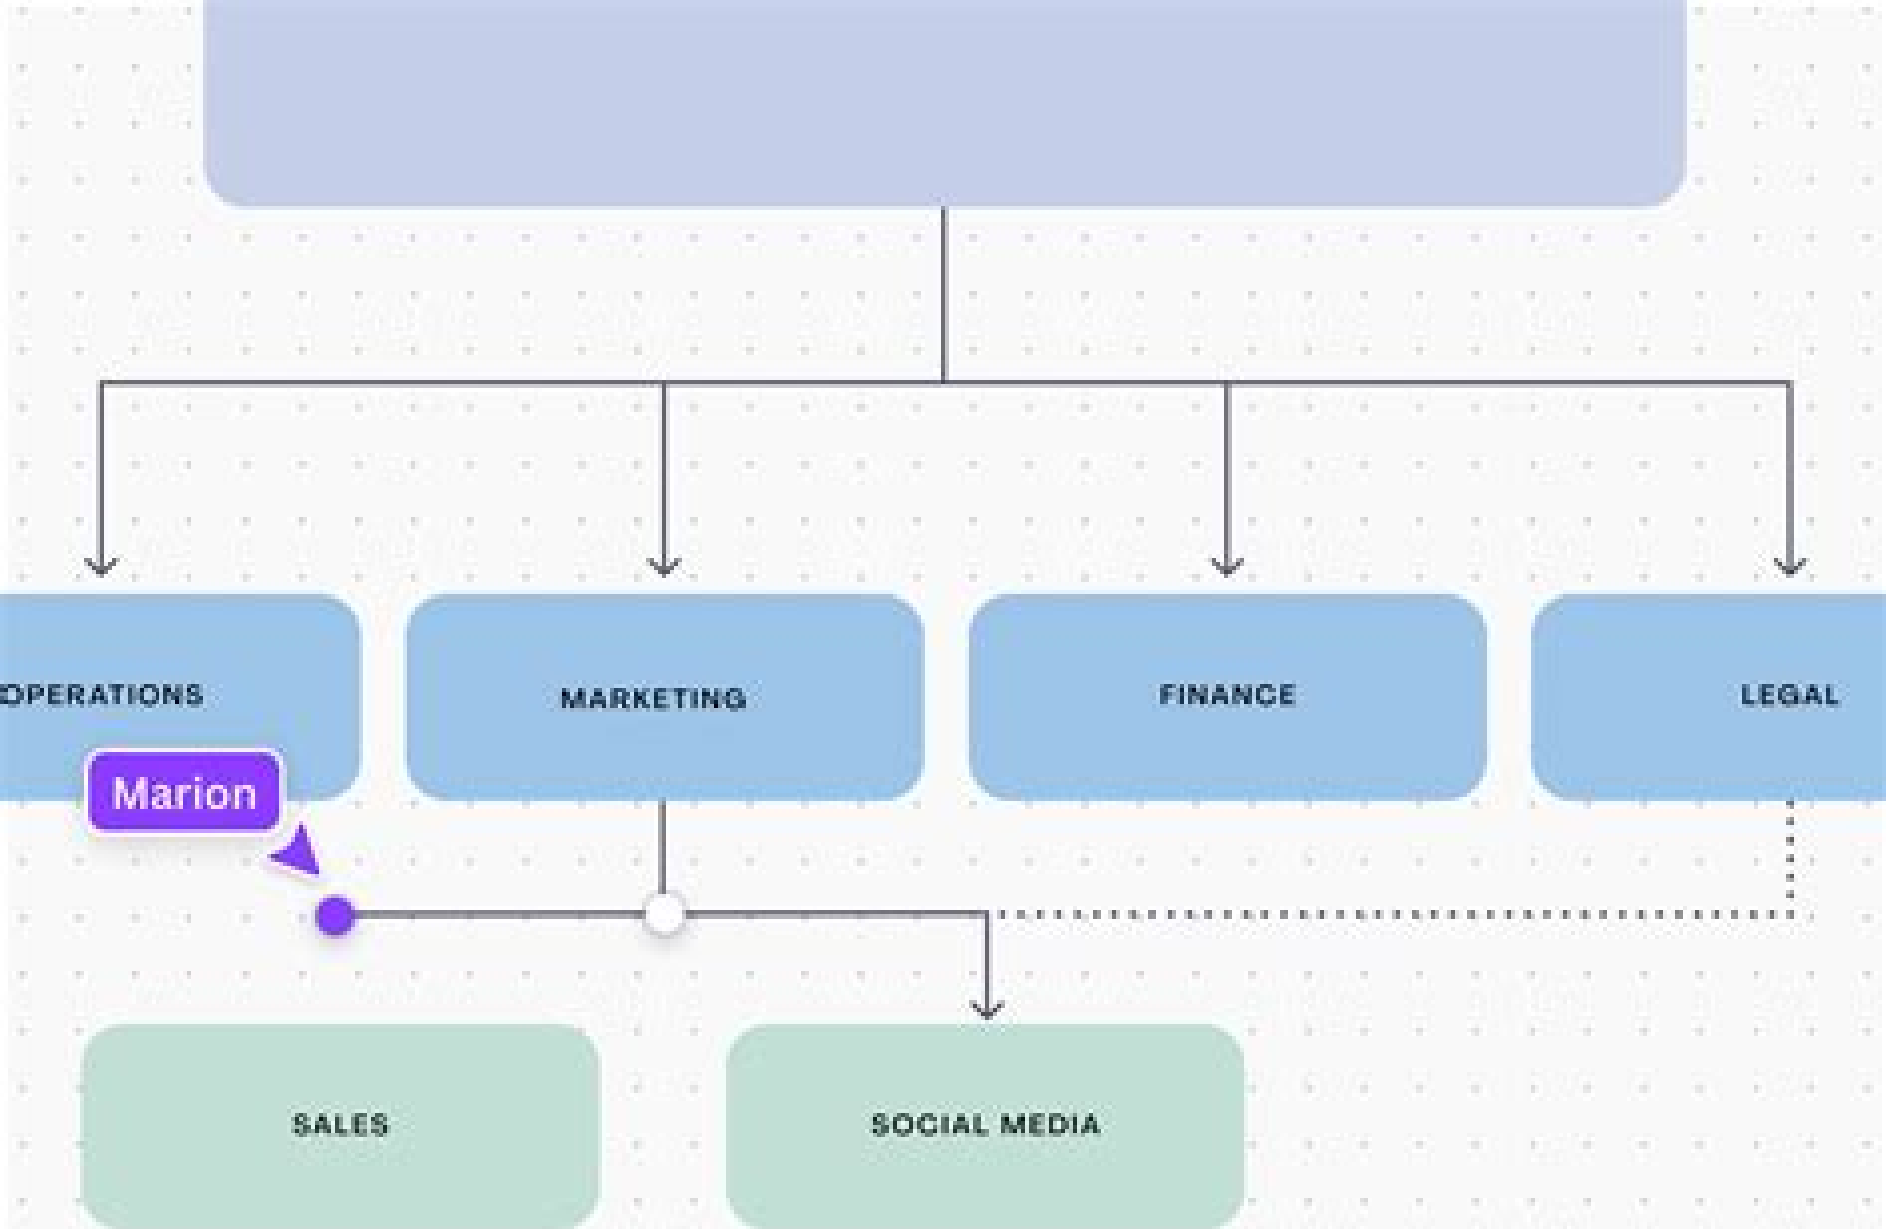 OPERATIONS
MARKETING
FINANCE
LEGAL
Marion
SALES
SOCIAL MEDIA